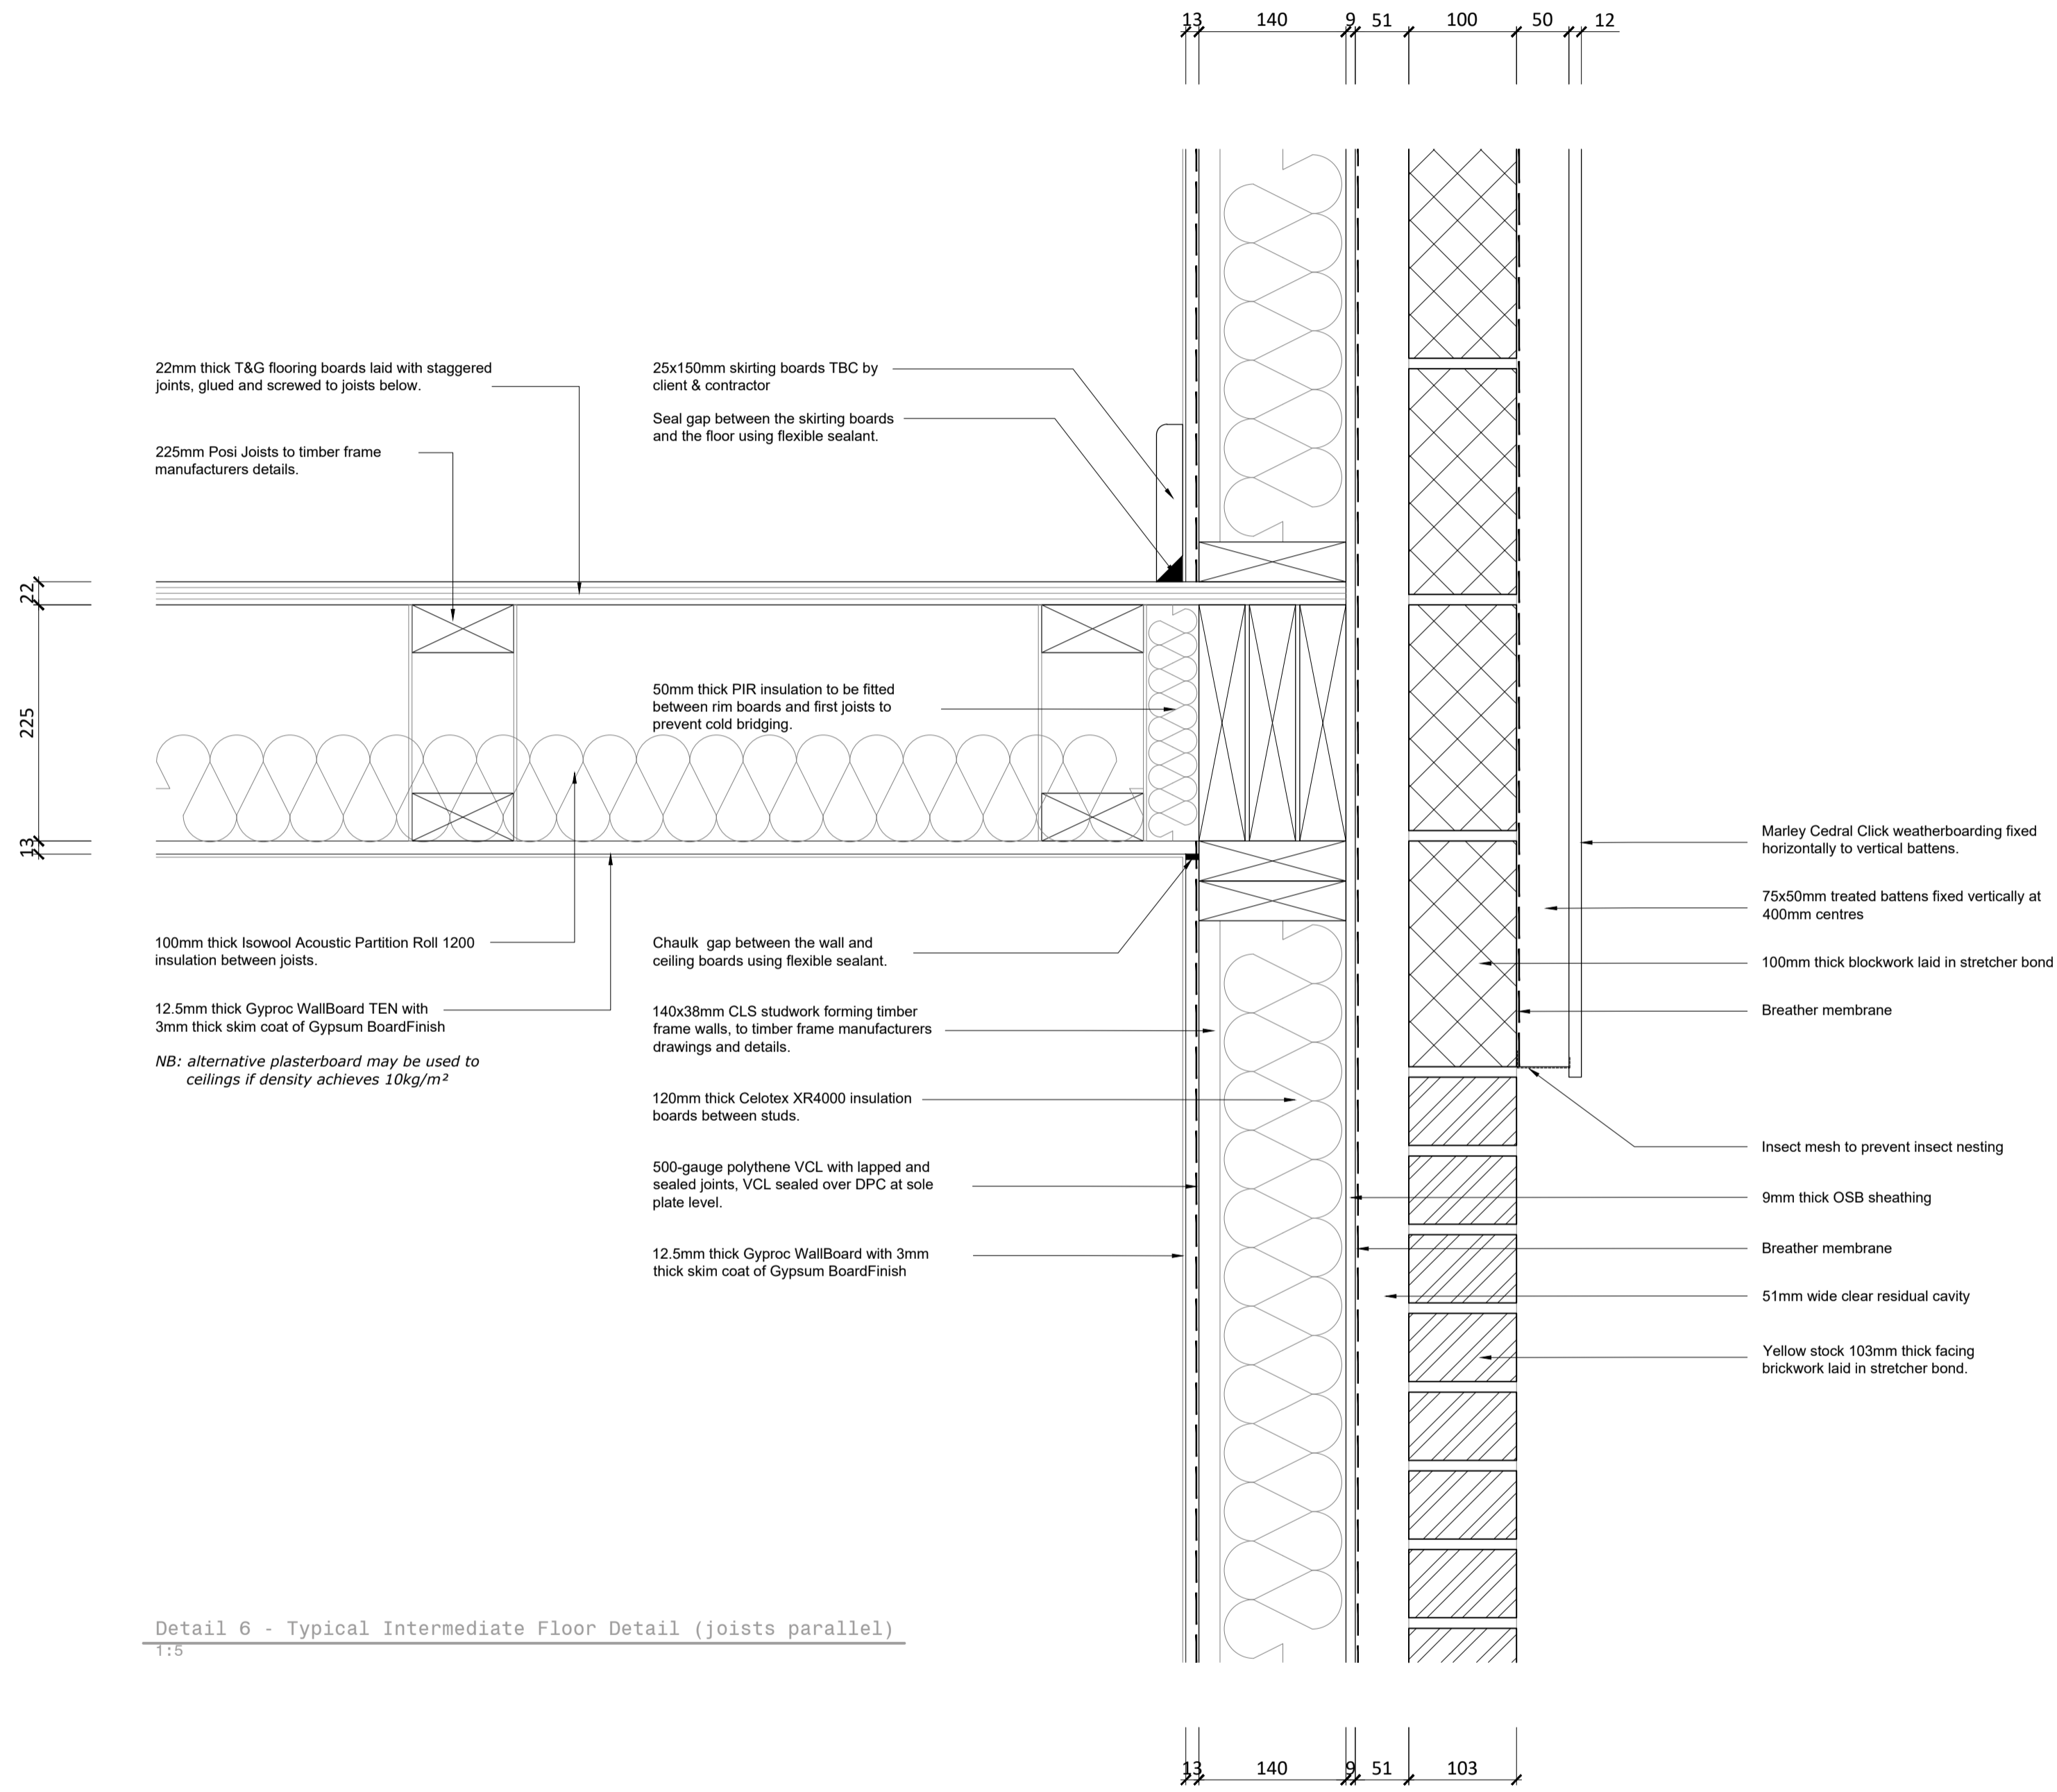 13 140 9 51 100 50 12
22mm thick T&G flooring boards laid with staggered
joints, glued and screwed to joists below.
225mm Posi Joists to timber frame
manufacturers details.
25x150mm skirting boards TBC by
client & contractor
Seal gap between the skirting boards
and the floor using flexible sealant.
22
225
13
50mm thick PIR insulation to be fitted
between rim boards and first joists to
prevent cold bridging.
100mm thick Isowool Acoustic Partition Roll 1200
insulation between joists.
12.5mm thick Gyproc WallBoard TEN with
3mm thick skim coat of Gypsum BoardFinish
NB: alternative plasterboard may be used to
ceilings if density achieves 10kg/m²
Chaulk gap between the wall and
ceiling boards using flexible sealant.
140x38mm CLS studwork forming timber
frame walls, to timber frame manufacturers
drawings and details.
120mm thick Celotex XR4000 insulation
boards between studs.
500-gauge polythene VCL with lapped and
sealed joints, VCL sealed over DPC at sole
plate level.
12.5mm thick Gyproc WallBoard with 3mm
thick skim coat of Gypsum BoardFinish
Marley Cedral Click weatherboarding fixed
horizontally to vertical battens.
75x50mm treated battens fixed vertically at
400mm centres
100mm thick blockwork laid in stretcher bond
Breather membrane
Insect mesh to prevent insect nesting
9mm thick OSB sheathing
Breather membrane
51mm wide clear residual cavity
Yellow stock 103mm thick facing
brickwork laid in stretcher bond.
Detail 6 - Typical Intermediate Floor Detail (joists parallel)
1:5
13 140 9 51 103